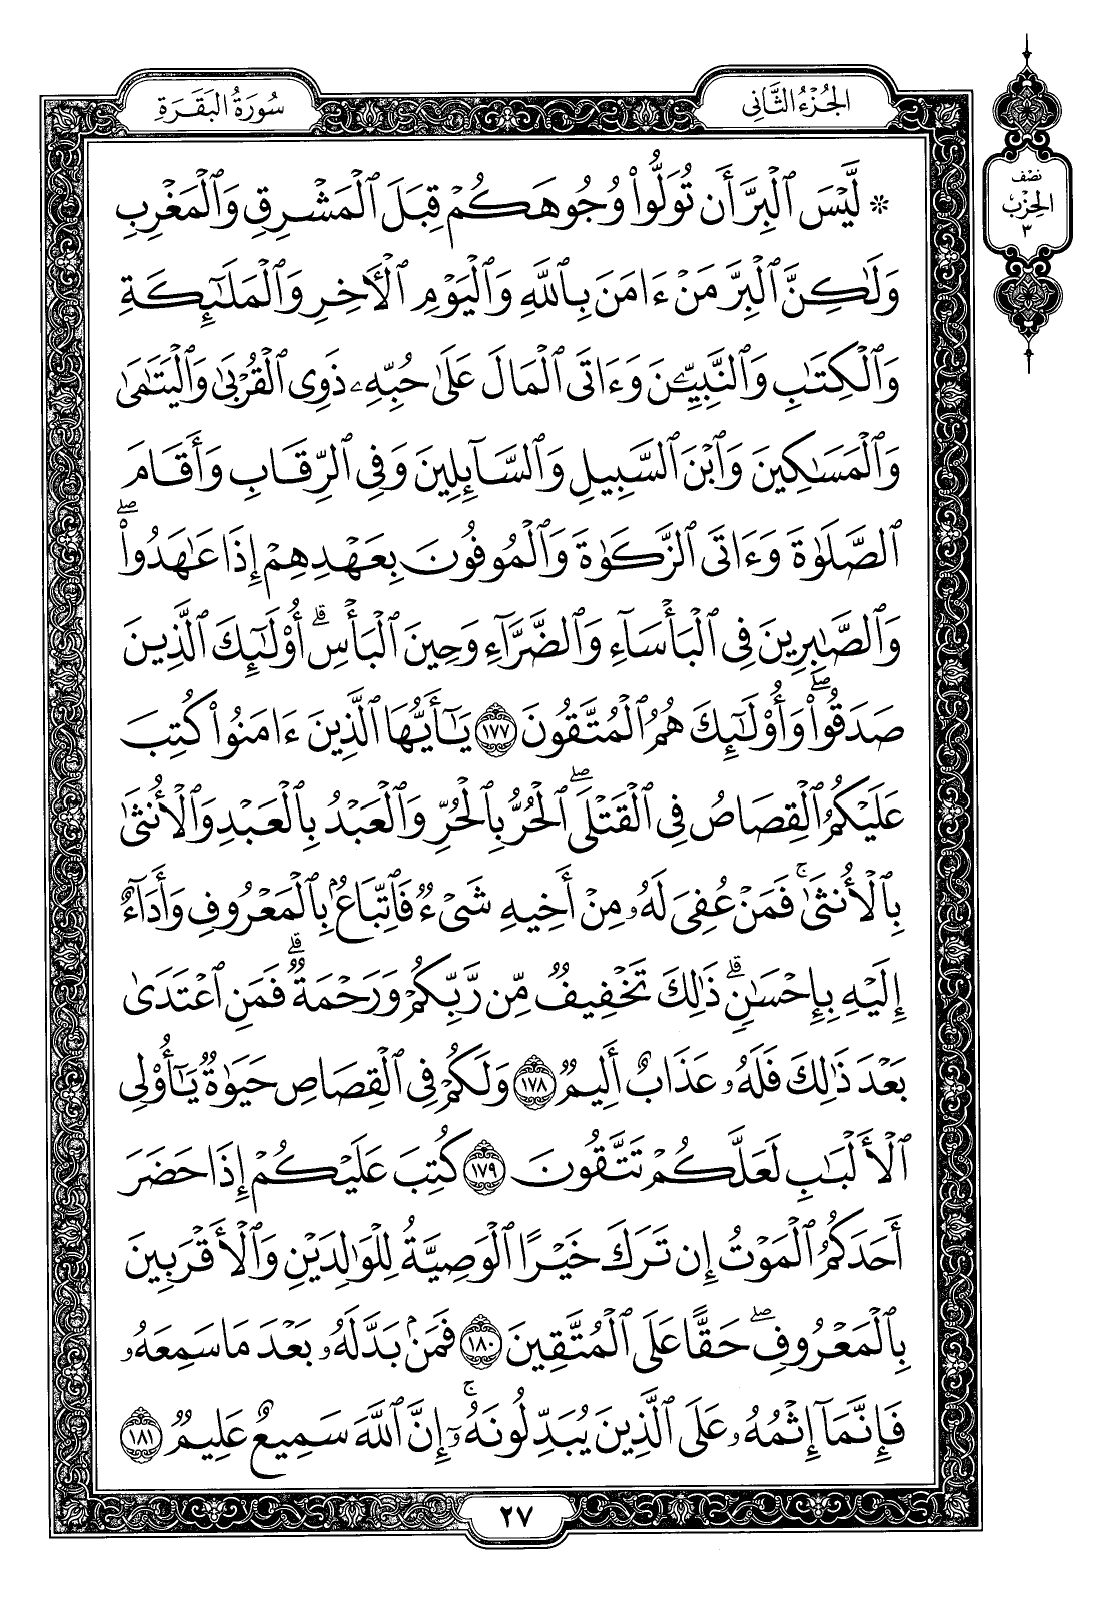 الجُزْءُ الثَّانِي
سُورَةُ البَقَرَةِ
نصف
الحِزْب
٣
۞ لَّيْسَ ٱلْبِرَّ أَن تُوَلُّوا۟ وُجُوهَكُمْ قِبَلَ ٱلْمَشْرِقِ وَٱلْمَغْرِبِ
وَلَٰكِنَّ ٱلْبِرَّ مَنْ ءَامَنَ بِٱللَّهِ وَٱلْيَوْمِ ٱلْأَخِرِ وَٱلْمَلَٰٓئِكَةِ
وَٱلْكِتَٰبِ وَٱلنَّبِيِّۦنَ وَءَاتَى ٱلْمَالَ عَلَىٰ حُبِّهِۦ ذَوِى ٱلْقُرْبَىٰ وَٱلْيَتَٰمَىٰ
وَٱلْمَسَٰكِينَ وَٱبْنَ ٱلسَّبِيلِ وَٱلسَّآئِلِينَ وَفِى ٱلرِّقَابِ وَأَقَامَ
ٱلصَّلَوٰةَ وَءَاتَى ٱلزَّكَوٰةَ وَٱلْمُوفُونَ بِعَهْدِهِمْ إِذَا عَٰهَدُوا۟ ۖ
وَٱلصَّٰبِرِينَ فِى ٱلْبَأْسَآءِ وَٱلضَّرَّآءِ وَحِينَ ٱلْبَأْسِ ۗ أُو۟لَٰٓئِكَ ٱلَّذِينَ
صَدَقُوا۟ ۖ وَأُو۟لَٰٓئِكَ هُمُ ٱلْمُتَّقُونَ ١٧٧ يَٰٓأَيُّهَا ٱلَّذِينَ ءَامَنُوا۟ كُتِبَ
عَلَيْكُمُ ٱلْقِصَاصُ فِى ٱلْقَتْلَى ۖ ٱلْحُرُّ بِٱلْحُرِّ وَٱلْعَبْدُ بِٱلْعَبْدِ وَٱلْأُنثَىٰ
بِٱلْأُنثَىٰ ۚ فَمَنْ عُفِىَ لَهُۥ مِنْ أَخِيهِ شَىْءٌ فَٱتِّبَاعٌۢ بِٱلْمَعْرُوفِ وَأَدَآءٌ
إِلَيْهِ بِإِحْسَٰنٍ ۗ ذَٰلِكَ تَخْفِيفٌ مِّن رَّبِّكُمْ وَرَحْمَةٌ ۗ فَمَنِ ٱعْتَدَىٰ
بَعْدَ ذَٰلِكَ فَلَهُۥ عَذَابٌ أَلِيمٌ ١٧٨ وَلَكُمْ فِى ٱلْقِصَاصِ حَيَوٰةٌ يَٰٓأُو۟لِى
ٱلْأَلْبَٰبِ لَعَلَّكُمْ تَتَّقُونَ ١٧٩ كُتِبَ عَلَيْكُمْ إِذَا حَضَرَ
أَحَدَكُمُ ٱلْمَوْتُ إِن تَرَكَ خَيْرًا ٱلْوَصِيَّةُ لِلْوَٰلِدَيْنِ وَٱلْأَقْرَبِينَ
بِٱلْمَعْرُوفِ ۖ حَقًّا عَلَى ٱلْمُتَّقِينَ ١٨٠ فَمَنۢ بَدَّلَهُۥ بَعْدَ مَا سَمِعَهُۥ
فَإِنَّمَآ إِثْمُهُۥ عَلَى ٱلَّذِينَ يُبَدِّلُونَهُۥٓ ۚ إِنَّ ٱللَّهَ سَمِيعٌ عَلِيمٌ ١٨١
٢٧